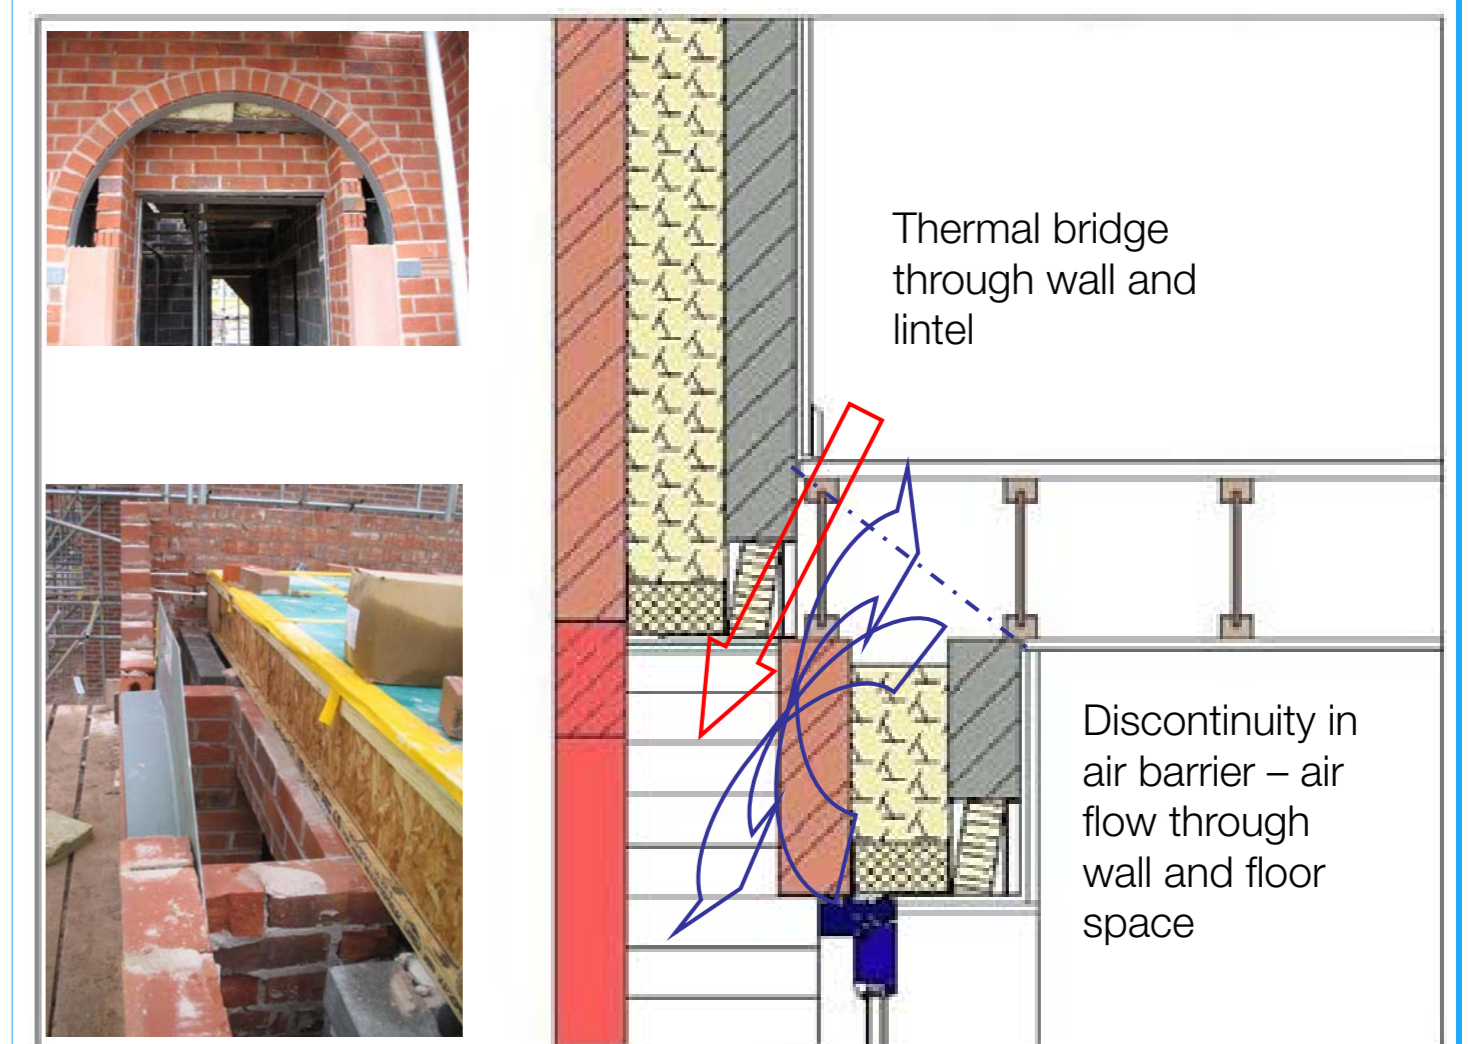 Thermal bridge
through wall and
lintel
Discontinuity in
air barrier – air
flow through
wall and floor
space